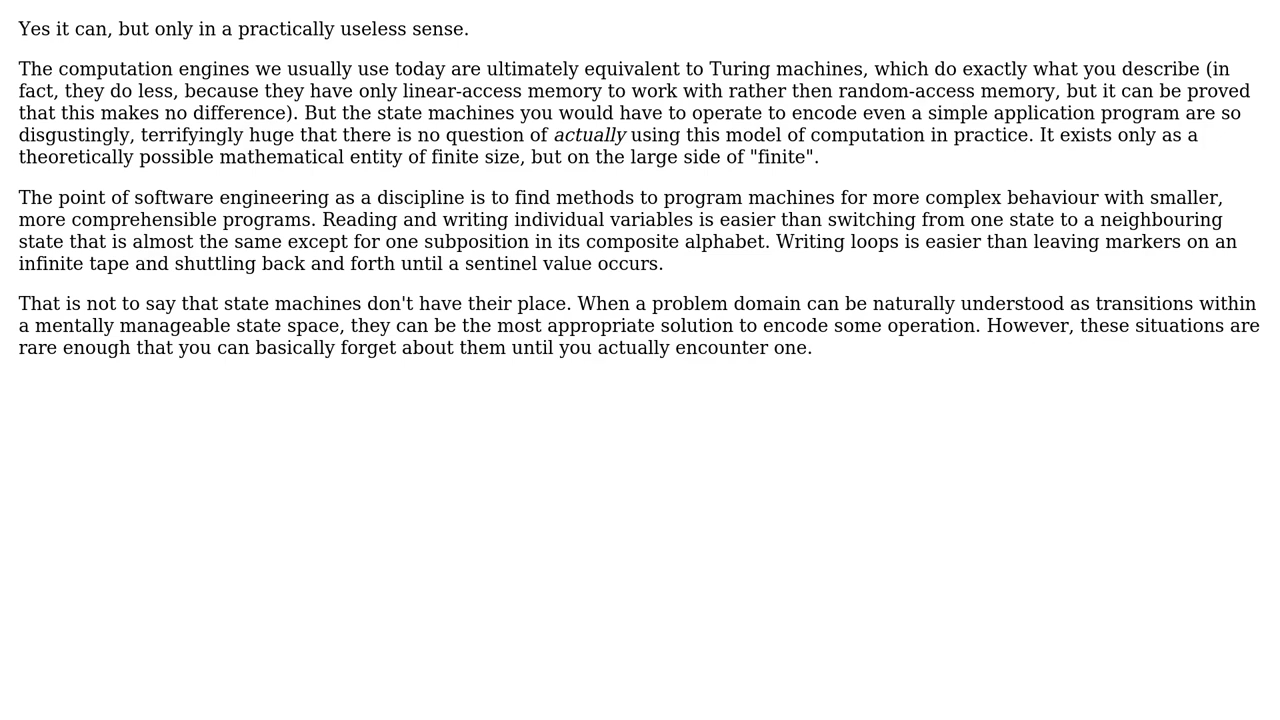 Yes it can, but only in a practically useless sense.
The computation engines we usually use today are ultimately equivalent to Turing machines, which do exactly what you describe (in
fact, they do less, because they have only linear-access memory to work with rather then random-access memory, but it can be proved
that this makes no difference). But the state machines you would have to operate to encode even a simple application program are so
disgustingly, terrifyingly huge that there is no question of actually using this model of computation in practice. It exists only as a
theoretically possible mathematical entity of finite size, but on the large side of "finite".
The point of software engineering as a discipline is to find methods to program machines for more complex behaviour with smaller,
more comprehensible programs. Reading and writing individual variables is easier than switching from one state to a neighbouring
state that is almost the same except for one subposition in its composite alphabet. Writing loops is easier than leaving markers on an
infinite tape and shuttling back and forth until a sentinel value occurs.
That is not to say that state machines don't have their place. When a problem domain can be naturally understood as transitions within
a mentally manageable state space, they can be the most appropriate solution to encode some operation. However, these situations are
rare enough that you can basically forget about them until you actually encounter one.